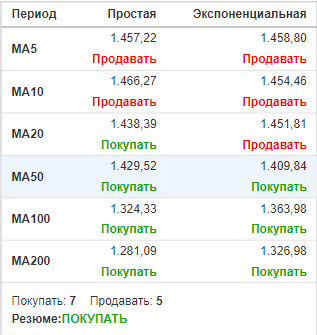 Период Простая Экспоненциальная
MA5 1.457,22 1.458,80
Продавать Продавать
MA10 1.466,27 1.454,46
Продавать Продавать
MA20 1.438,39 1.451,81
Покупать Продавать
MA50 1.429,52 1.409,84
Покупать Покупать
MA100 1.324,33 1.363,98
Покупать Покупать
MA200 1.281,09 1.326,98
Покупать Покупать
Покупать: 7 Продавать: 5
Резюме:ПОКУПАТЬ